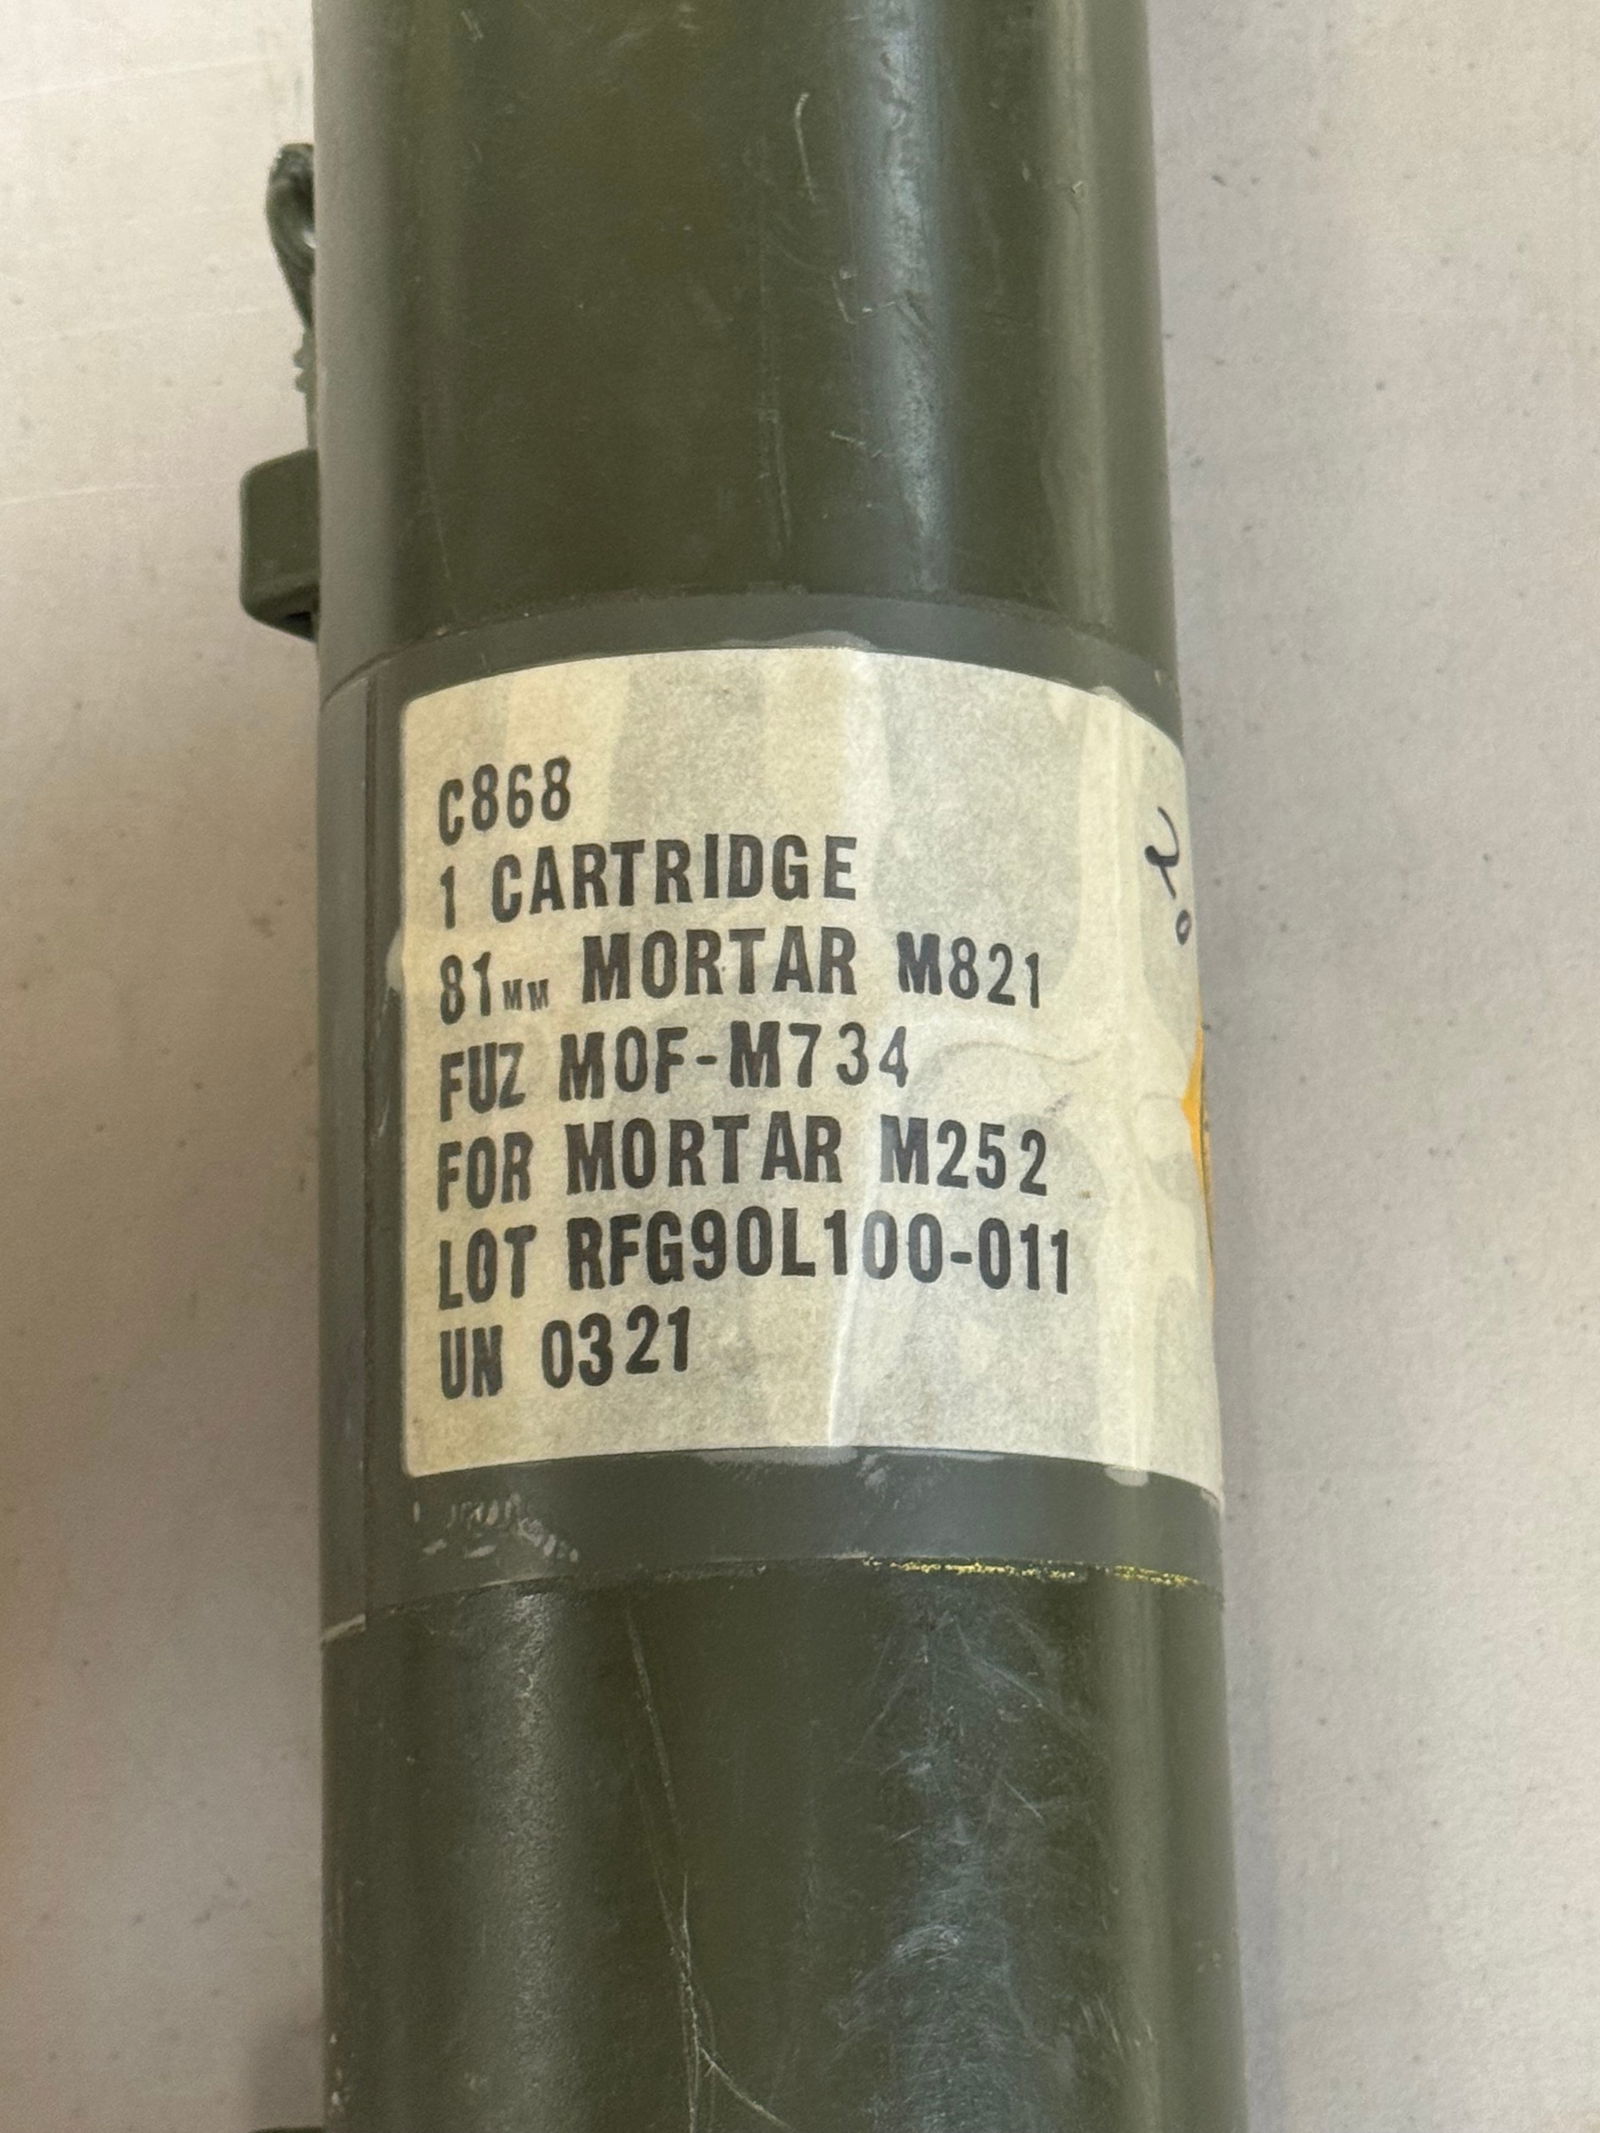 C868
1 CARTRIDGE
81MM MORTAR M821
FUZ MOF-M734
FOR MORTAR M252
LOT RFG90L100-011
UN 0321